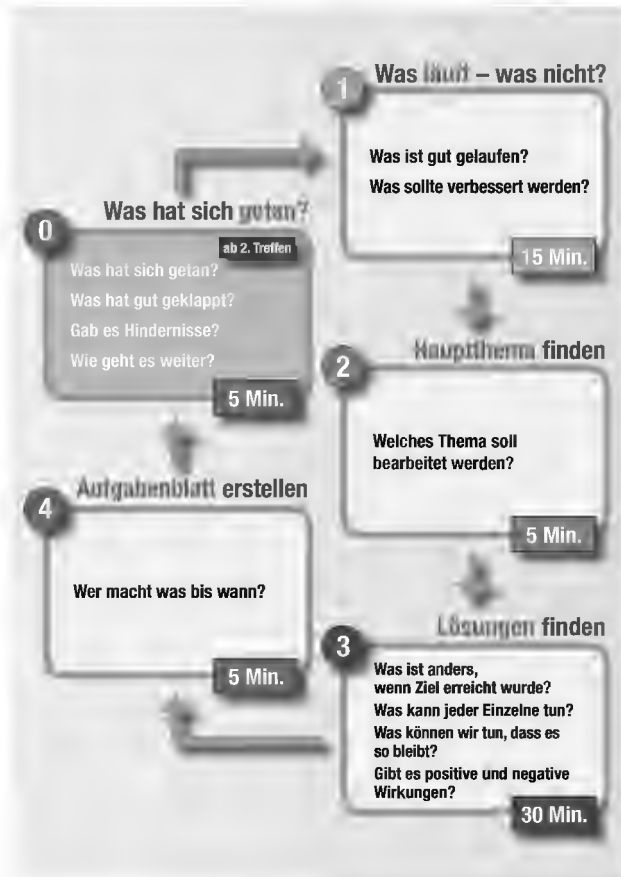 0
Was hat sich getan?
ab 2. Treffen
Was hat sich getan?
Was hat gut geklappt?
Gab es Hindernisse?
Wie geht es weiter?
5 Min.
1
Was läuft – was nicht?
Was ist gut gelaufen?
Was sollte verbessert werden?
15 Min.
2
Hauptthema finden
Welches Thema soll
bearbeitet werden?
5 Min.
3
Lösungen finden
Was ist anders,
wenn Ziel erreicht wurde?
Was kann jeder Einzelne tun?
Was können wir tun, dass es
so bleibt?
Gibt es positive und negative
Wirkungen?
30 Min.
4
Aufgabenblatt erstellen
Wer macht was bis wann?
5 Min.